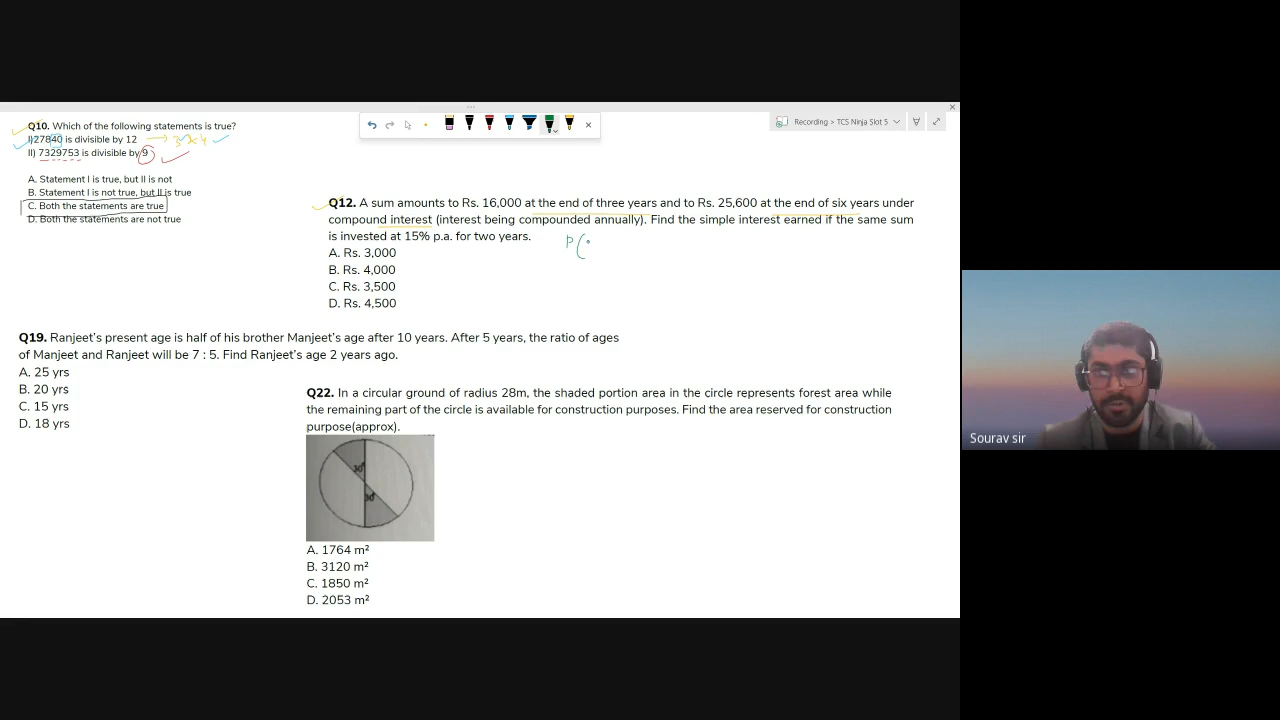 Recording > TCS Ninja Slot 5
Q10. Which of the following statements is true?
I)27840 is divisible by 12 → 3 x 4
II) 7329753 is divisible by 9
A. Statement I is true, but II is not
B. Statement I is not true, but II is true
C. Both the statements are true
D. Both the statements are not true
Q12. A sum amounts to Rs. 16,000 at the end of three years and to Rs. 25,600 at the end of six years under
compound interest (interest being compounded annually). Find the simple interest earned if the same sum
is invested at 15% p.a. for two years.
P(
A. Rs. 3,000
B. Rs. 4,000
C. Rs. 3,500
D. Rs. 4,500
Q19. Ranjeet's present age is half of his brother Manjeet's age after 10 years. After 5 years, the ratio of ages
of Manjeet and Ranjeet will be 7 : 5. Find Ranjeet's age 2 years ago.
A. 25 yrs
B. 20 yrs
C. 15 yrs
D. 18 yrs
Q22. In a circular ground of radius 28m, the shaded portion area in the circle represents forest area while
the remaining part of the circle is available for construction purposes. Find the area reserved for construction
purpose(approx).
30°
30°
A. 1764 m²
B. 3120 m²
C. 1850 m²
D. 2053 m²
Sourav sir